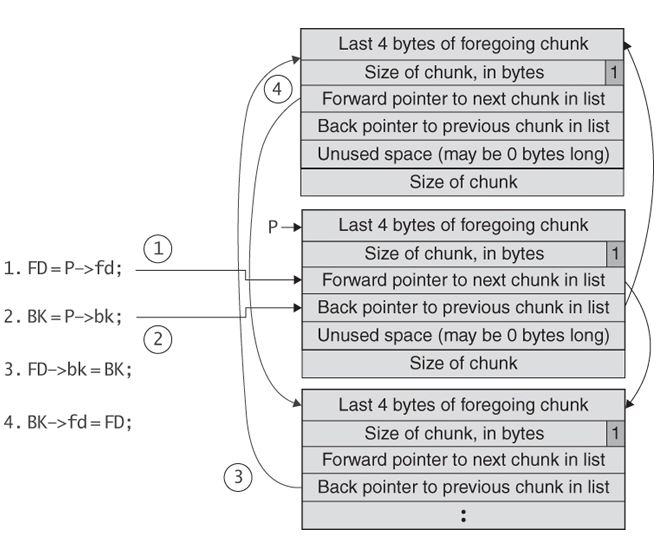 Last 4 bytes of foregoing chunk
Size of chunk, in bytes 1
4
Forward pointer to next chunk in list
Back pointer to previous chunk in list
Unused space (may be 0 bytes long)
Size of chunk
P
Last 4 bytes of foregoing chunk
1
Size of chunk, in bytes 1
1. FD=P->fd;
Forward pointer to next chunk in list
2. BK=P->bk;
Back pointer to previous chunk in list
2
Unused space (may be 0 bytes long)
3. FD->bk=BK;
Size of chunk
4. BK->fd=FD;
Last 4 bytes of foregoing chunk
Size of chunk, in bytes 1
Forward pointer to next chunk in list
3
Back pointer to previous chunk in list
: